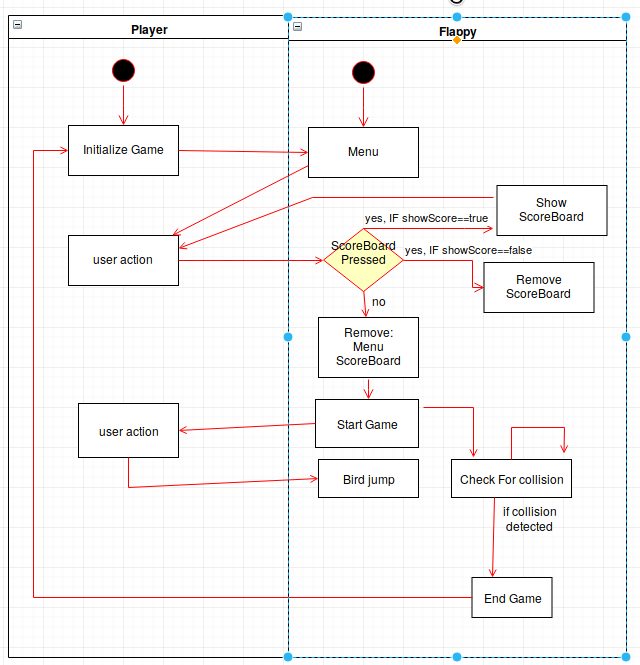 Player
Flappy
Initialize Game
Menu
Show
ScoreBoard
yes, IF showScore==true
ScoreBoard
Pressed
yes, IF showScore==false
user action
Remove
ScoreBoard
no
Remove:
Menu
ScoreBoard
user action
Start Game
Bird jump
Check For collision
if collision
detected
End Game